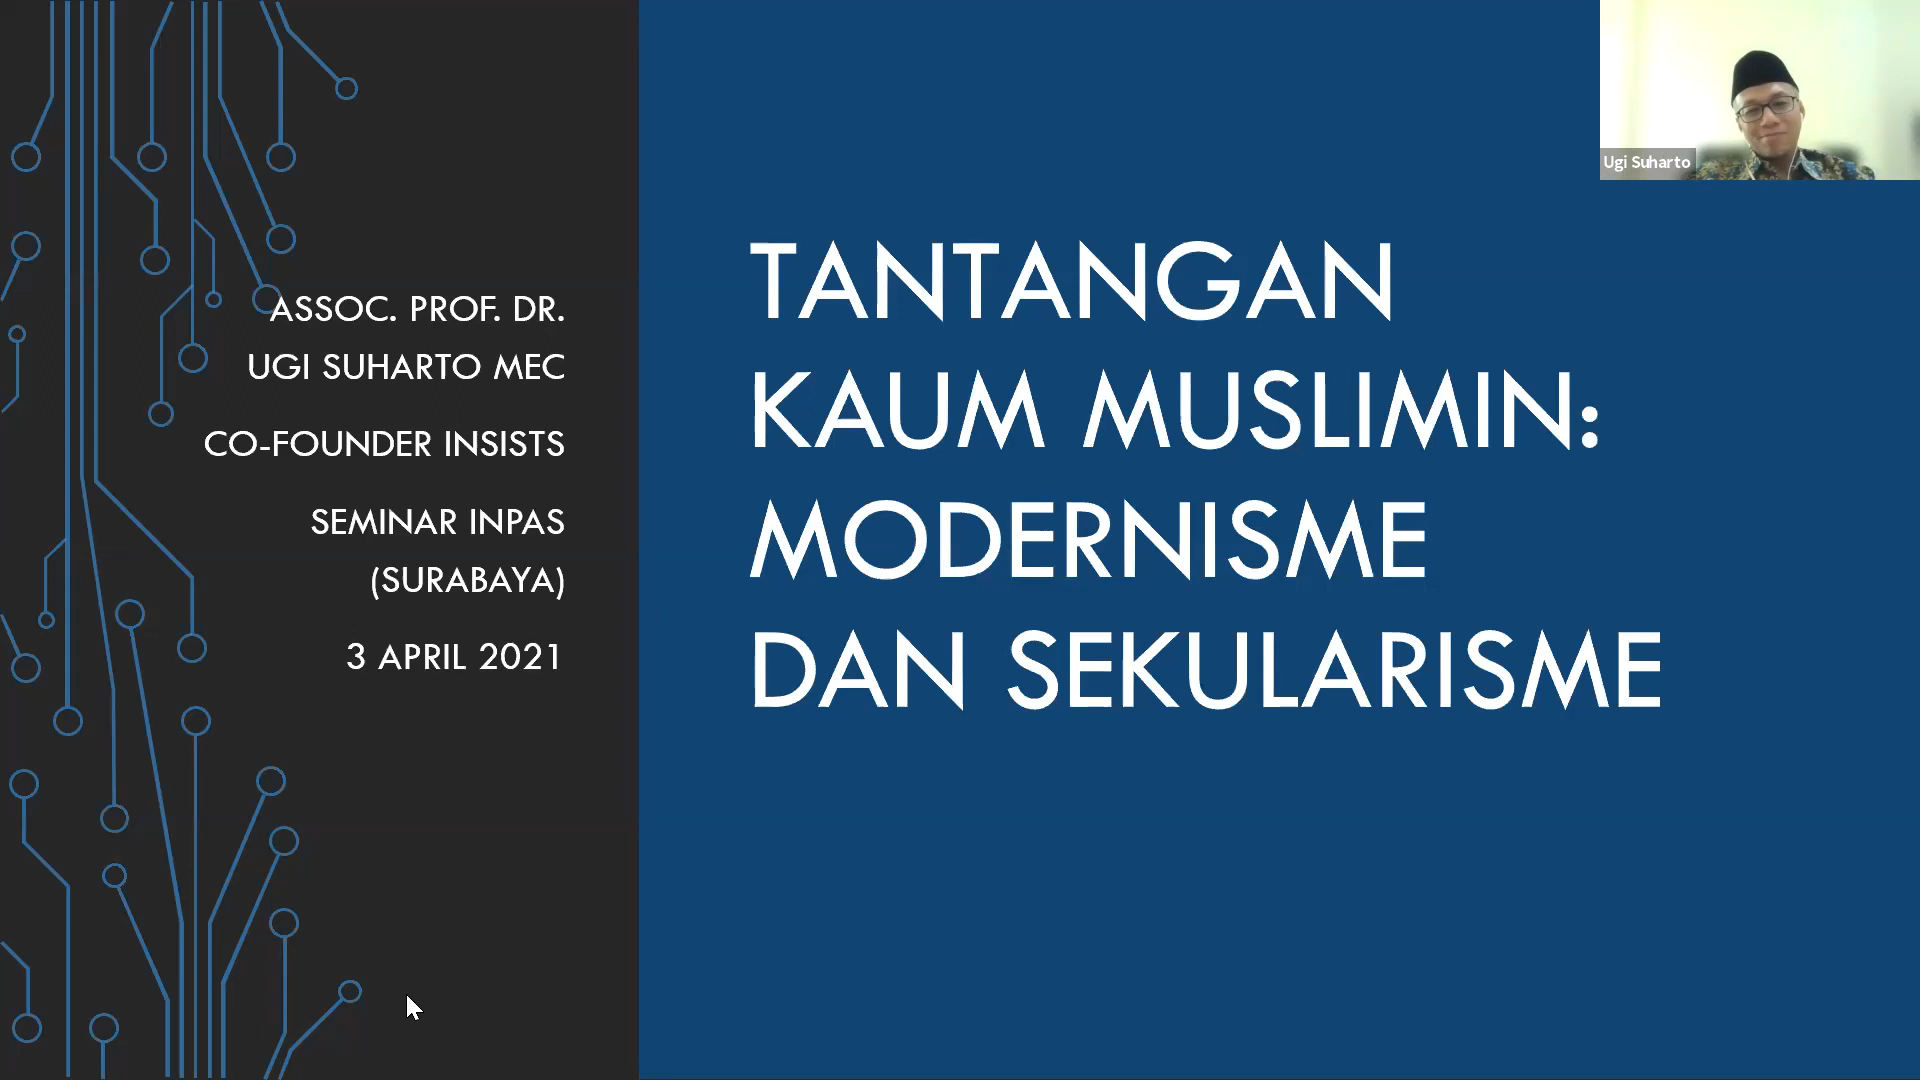 ASSOC. PROF. DR.
UGI SUHARTO MEC
CO-FOUNDER INSISTS
SEMINAR INPAS
(SURABAYA)
3 APRIL 2021
TANTANGAN
KAUM MUSLIMIN:
MODERNISME
DAN SEKULARISME
Ugi Suharto